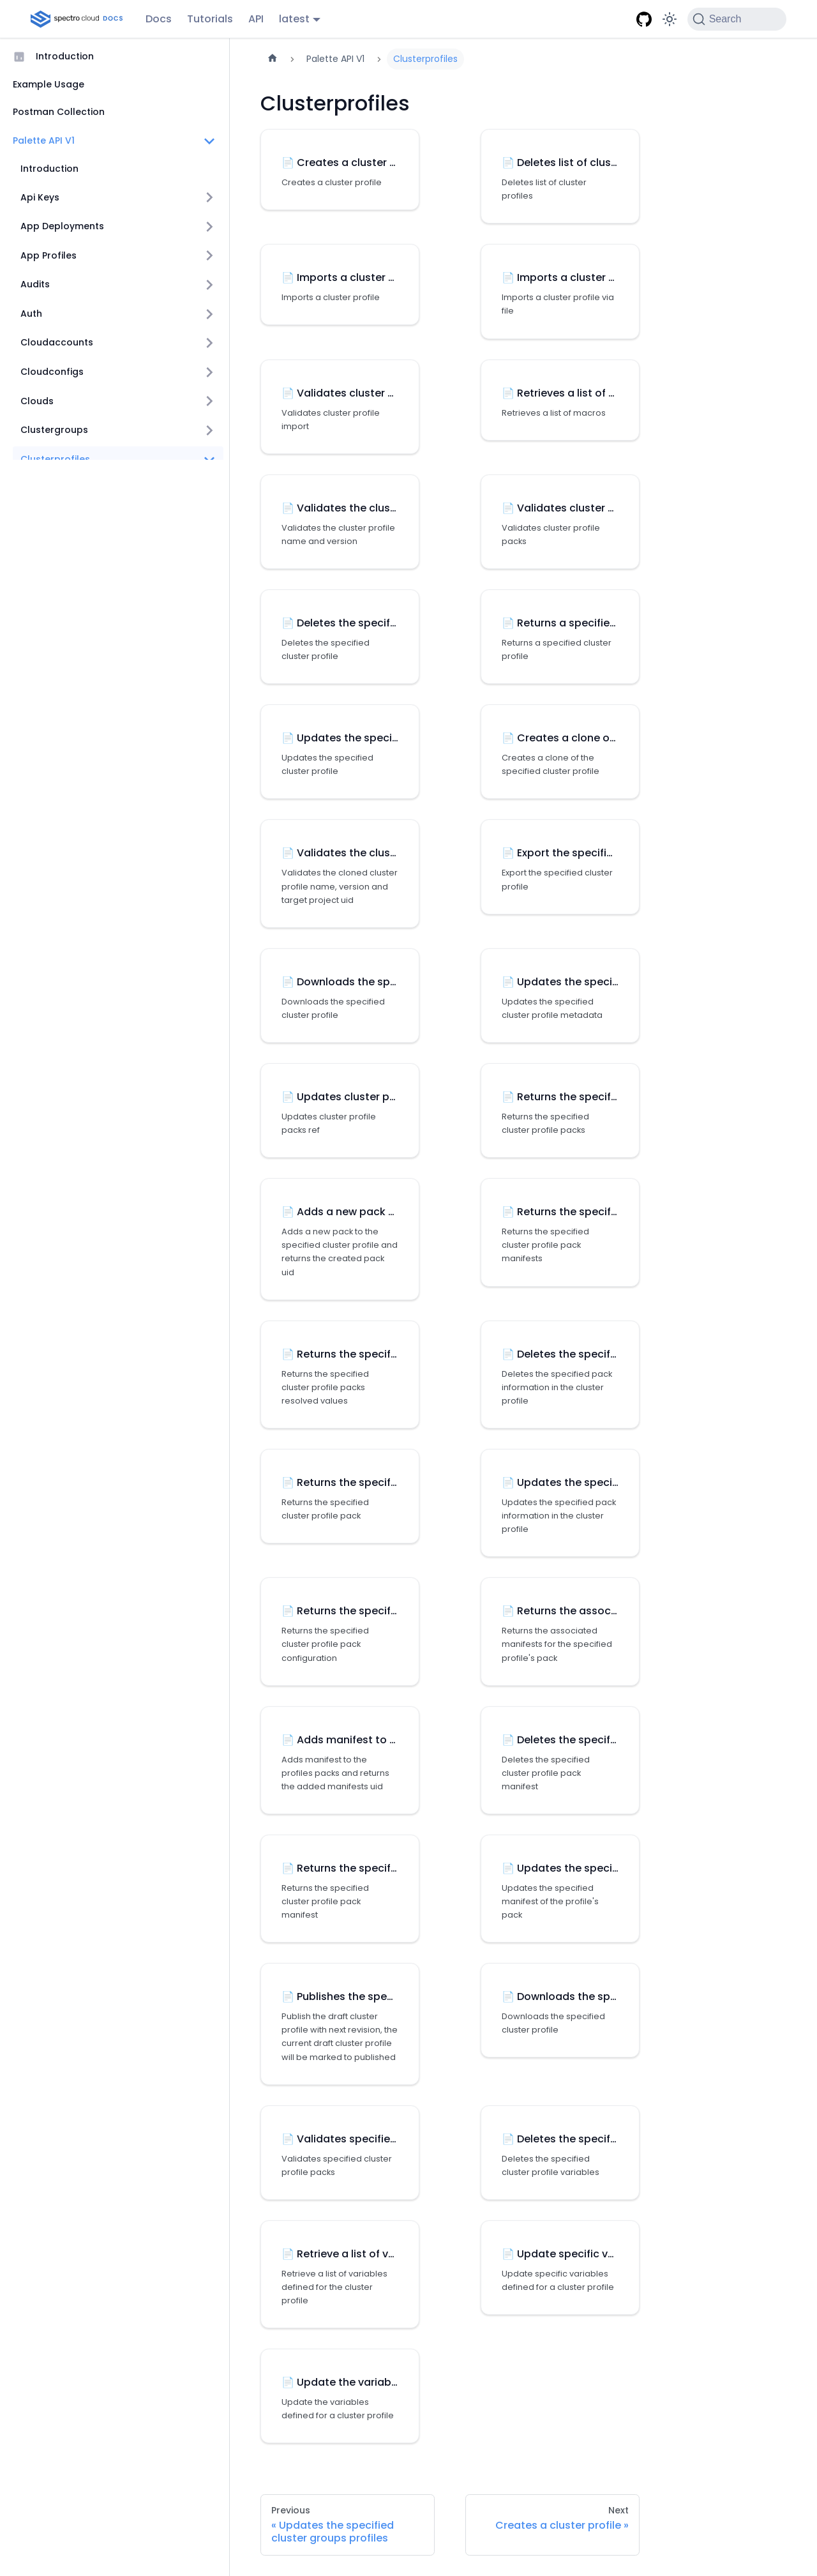 spectro cloud DOCS
Docs
Tutorials
API
latest
Search
Introduction
Example Usage
Postman Collection
Palette API V1
Introduction
Api Keys
App Deployments
App Profiles
Audits
Auth
Cloudaccounts
Cloudconfigs
Clouds
Clustergroups
Clusterprofiles
Palette API V1
Clusterprofiles
Clusterprofiles
Creates a cluster ...
Creates a cluster profile
Deletes list of clus...
Deletes list of cluster
profiles
Imports a cluster ...
Imports a cluster profile
Imports a cluster ...
Imports a cluster profile via
file
Validates cluster ...
Validates cluster profile
import
Retrieves a list of ...
Retrieves a list of macros
Validates the clus...
Validates the cluster profile
name and version
Validates cluster ...
Validates cluster profile
packs
Deletes the specif...
Deletes the specified
cluster profile
Returns a specifie...
Returns a specified cluster
profile
Updates the speci...
Updates the specified
cluster profile
Creates a clone o...
Creates a clone of the
specified cluster profile
Validates the clus...
Validates the cloned cluster
profile name, version and
target project uid
Export the specifi...
Export the specified cluster
profile
Downloads the sp...
Downloads the specified
cluster profile
Updates the speci...
Updates the specified
cluster profile metadata
Updates cluster p...
Updates cluster profile
packs ref
Returns the specif...
Returns the specified
cluster profile packs
Adds a new pack ...
Adds a new pack to the
specified cluster profile and
returns the created pack
uid
Returns the specif...
Returns the specified
cluster profile pack
manifests
Returns the specif...
Returns the specified
cluster profile packs
resolved values
Deletes the specif...
Deletes the specified pack
information in the cluster
profile
Returns the specif...
Returns the specified
cluster profile pack
Updates the speci...
Updates the specified pack
information in the cluster
profile
Returns the specif...
Returns the specified
cluster profile pack
configuration
Returns the assoc...
Returns the associated
manifests for the specified
profile's pack
Adds manifest to ...
Adds manifest to the
profiles packs and returns
the added manifests uid
Deletes the specif...
Deletes the specified
cluster profile pack
manifest
Returns the specif...
Returns the specified
cluster profile pack
manifest
Updates the speci...
Updates the specified
manifest of the profile's
pack
Publishes the spe...
Publish the draft cluster
profile with next revision, the
current draft cluster profile
will be marked to published
Downloads the sp...
Downloads the specified
cluster profile
Validates specifie...
Validates specified cluster
profile packs
Deletes the specif...
Deletes the specified
cluster profile variables
Retrieve a list of v...
Retrieve a list of variables
defined for the cluster
profile
Update specific v...
Update specific variables
defined for a cluster profile
Update the variab...
Update the variables
defined for a cluster profile
Previous
« Updates the specified
cluster groups profiles
Next
Creates a cluster profile »